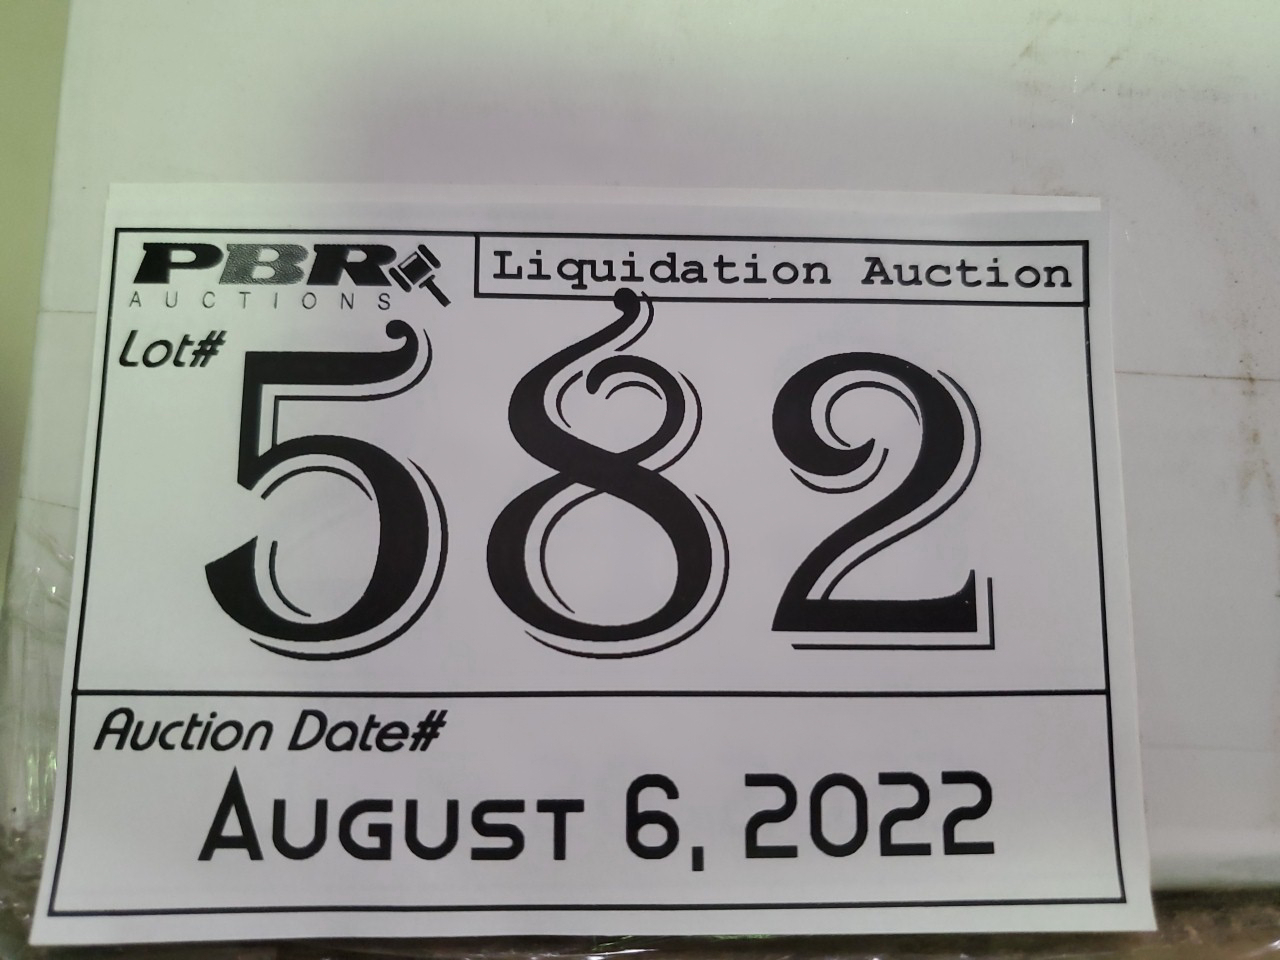 PBR
AUCTIONS
Liquidation Auction
Lot#
582
Auction Date#
August 6, 2022